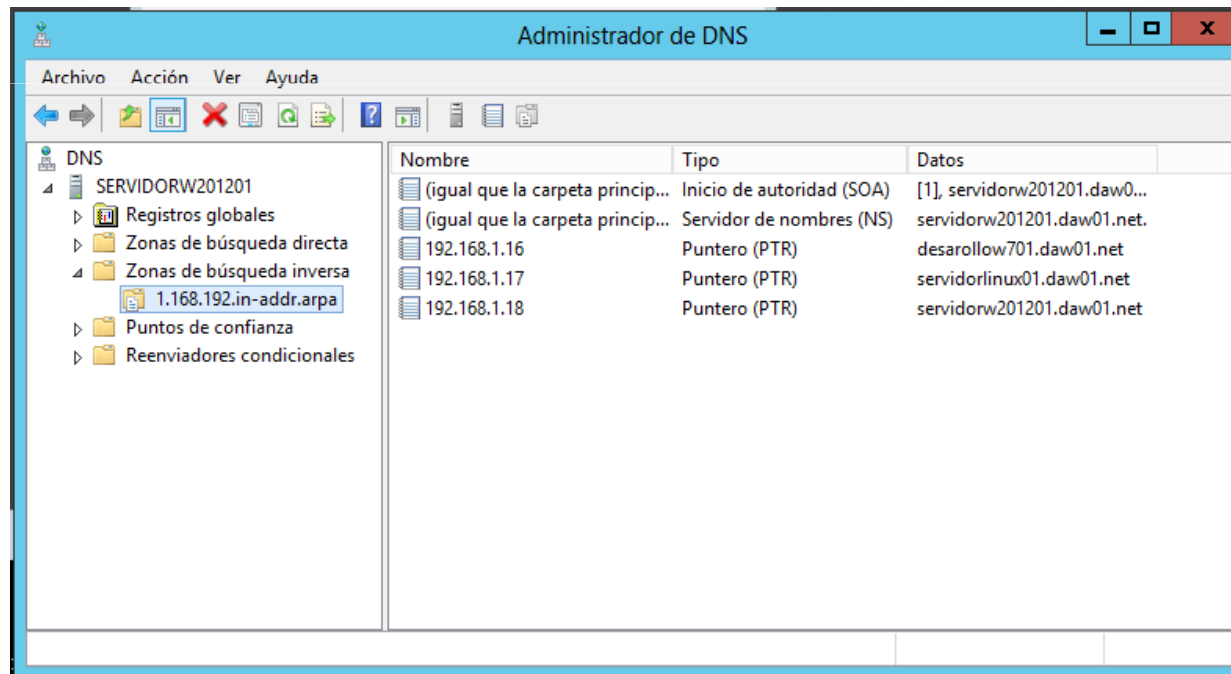 Administrador de DNS
Archivo Acción Ver Ayuda
DNS
SERVIDORW201201
Registros globales
Zonas de búsqueda directa
Zonas de búsqueda inversa
1.168.192.in-addr.arpa
Puntos de confianza
Reenviadores condicionales
Nombre Tipo Datos
(igual que la carpeta princip... Inicio de autoridad (SOA) [1], servidorw201201.daw0...
(igual que la carpeta princip... Servidor de nombres (NS) servidorw201201.daw01.net.
192.168.1.16 Puntero (PTR) desarollow701.daw01.net
192.168.1.17 Puntero (PTR) servidorlinux01.daw01.net
192.168.1.18 Puntero (PTR) servidorw201201.daw01.net